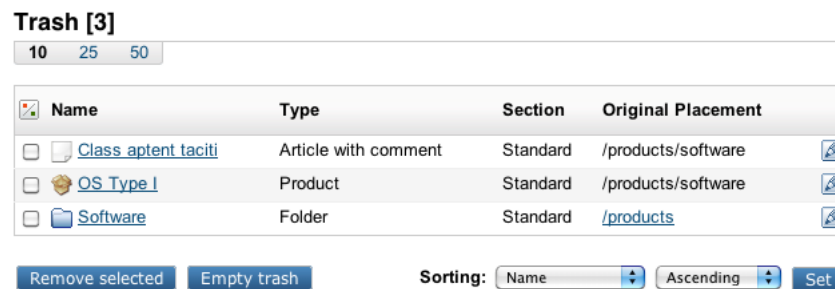 Trash [3]
10 25 50
Name Type Section Original Placement
Class aptent taciti Article with comment Standard /products/software
OS Type I Product Standard /products/software
Software Folder Standard /products
Remove selected Empty trash Sorting: Name Ascending Set